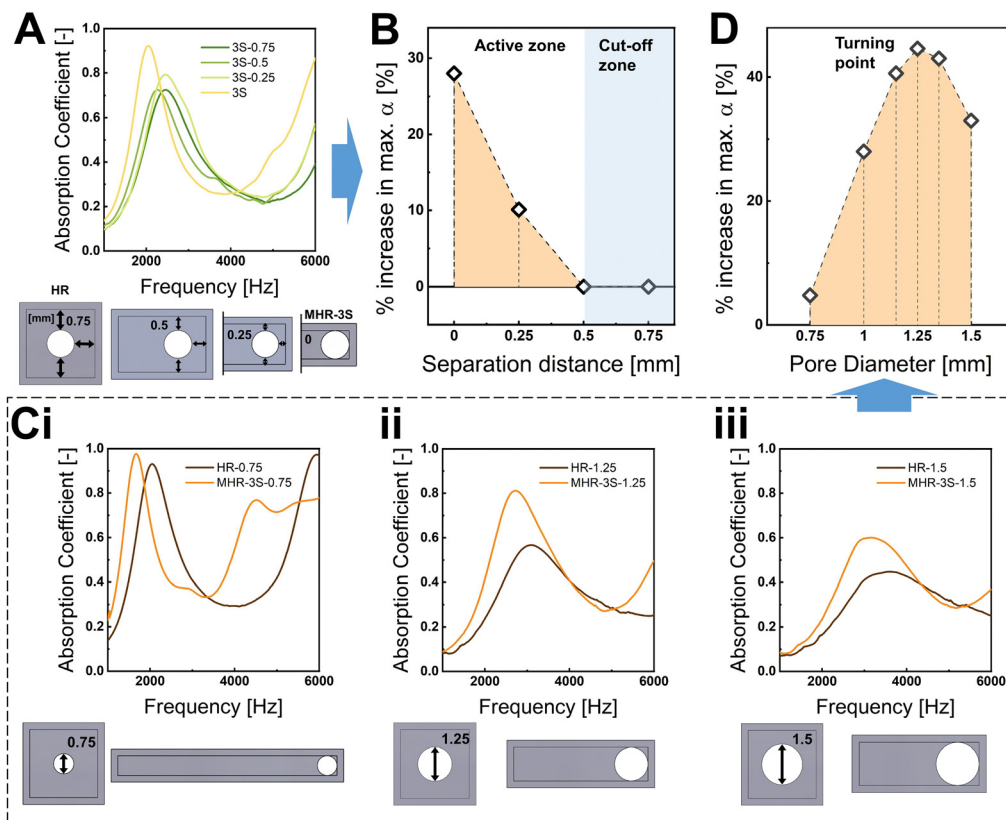 A
Absorption Coefficient [-]
1.0
0.8
0.6
0.4
0.2
0.0
3S-0.75
3S-0.5
3S-0.25
3S
2000 4000 6000
Frequency [Hz]
HR
[mm] 0.75
0.5
0.25
MHR-3S
0
B
% increase in max. α [%]
30
20
10
0
Active zone
Cut-off
zone
0 0.25 0.5 0.75
Separation distance [mm]
D
% increase in max. α [%]
40
20
0
Turning
point
0.75 1 1.25 1.5
Pore Diameter [mm]
Ci
Absorption Coefficient [-]
1.0
0.8
0.6
0.4
0.2
0.0
HR-0.75
MHR-3S-0.75
2000 4000 6000
Frequency [Hz]
0.75
ii
Absorption Coefficient [-]
1.0
0.8
0.6
0.4
0.2
0.0
HR-1.25
MHR-3S-1.25
2000 4000 6000
Frequency [Hz]
1.25
iii
Absorption Coefficient [-]
1.0
0.8
0.6
0.4
0.2
0.0
HR-1.5
MHR-3S-1.5
2000 4000 6000
Frequency [Hz]
1.5